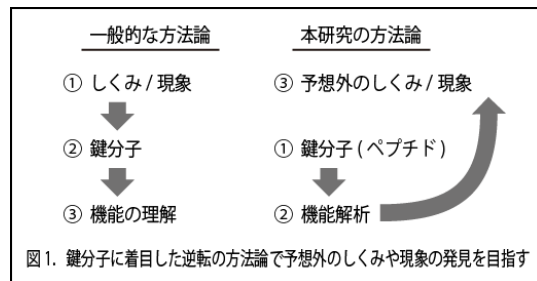 一般的な方法論
① しくみ / 現象
② 鍵分子
③ 機能の理解
本研究の方法論
③ 予想外のしくみ / 現象
① 鍵分子 ( ペプチド )
② 機能解析
図1. 鍵分子に着目した逆転の方法論で予想外のしくみや現象の発見を目指す